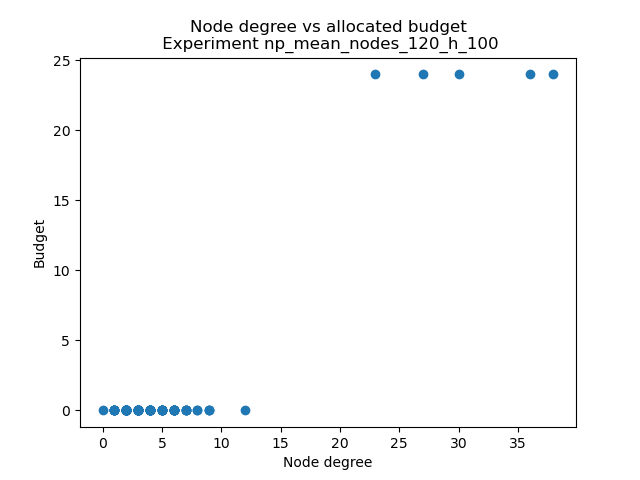 Node degree vs allocated budget
Experiment np_mean_nodes_120_h_100
25
20
15
10
5
0
Budget
0 5 10 15 20 25 30 35
Node degree